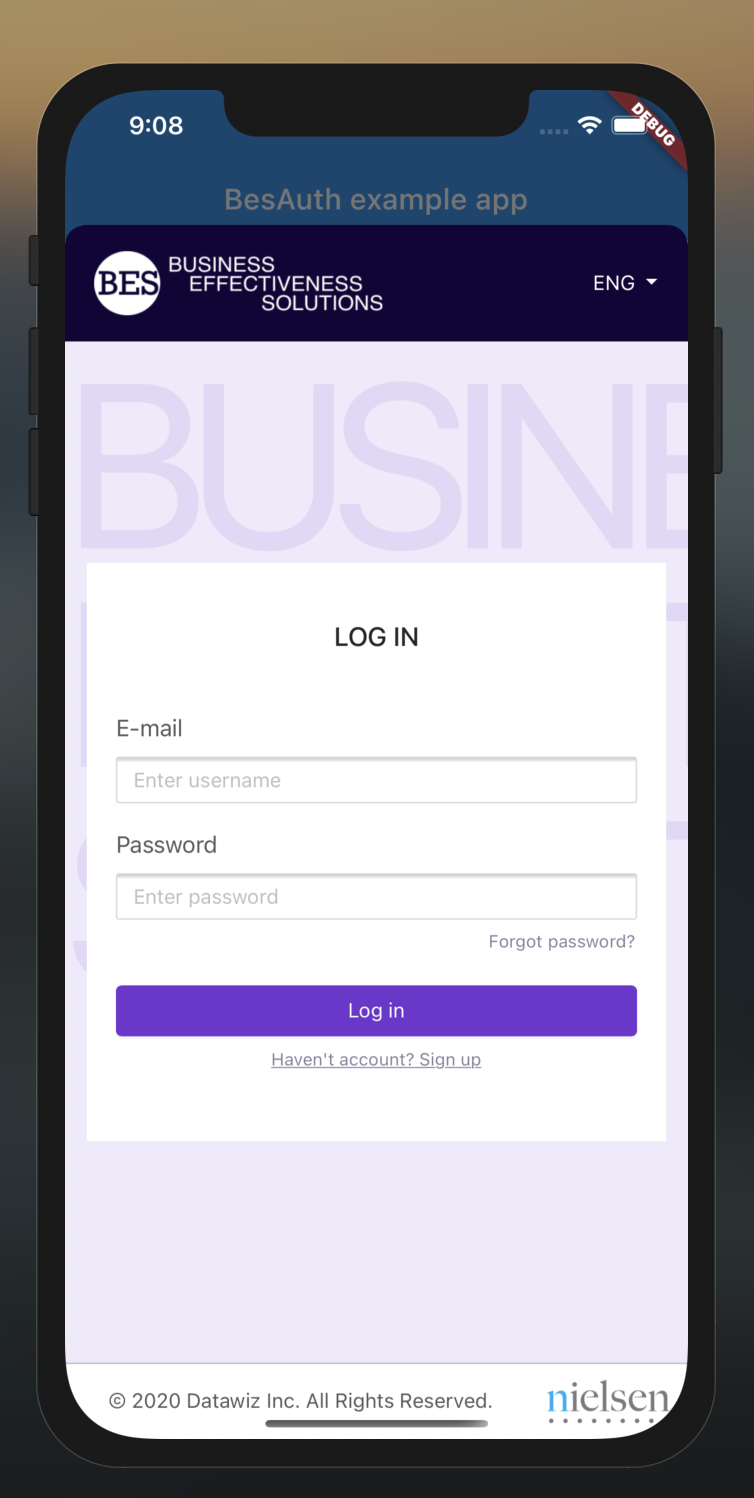 9:08
DEBUG
BesAuth example app
BES
BUSINESS
EFFECTIVENESS
SOLUTIONS
ENG
BUSINE
LOG IN
E-mail
Enter username
Password
Enter password
Forgot password?
Log in
Haven't account? Sign up
© 2020 Datawiz Inc. All Rights Reserved.
nielsen